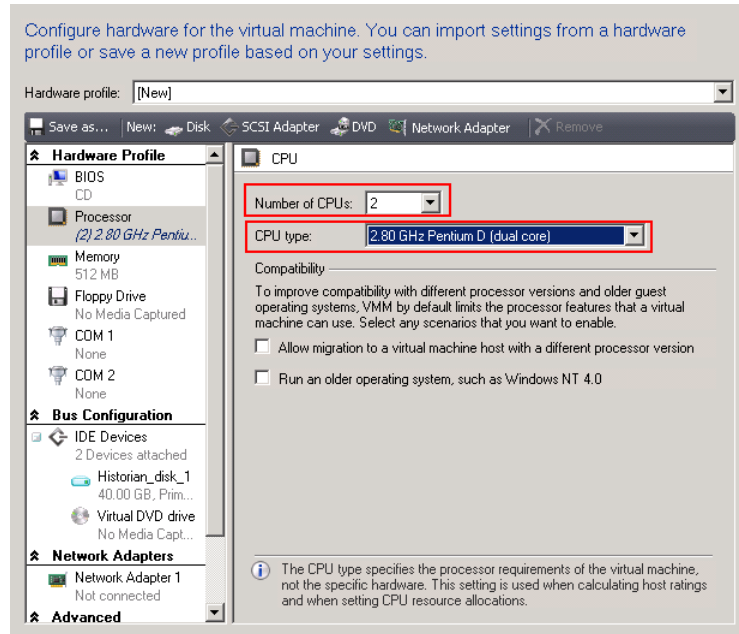 Configure hardware for the virtual machine. You can import settings from a hardware
profile or save a new profile based on your settings.
Hardware profile: [New]
Save as... New: Disk SCSI Adapter DVD Network Adapter Remove
Hardware Profile
BIOS
CD
Processor
(2) 2.80 GHz Pentiu...
Memory
512 MB
Floppy Drive
No Media Captured
COM 1
None
COM 2
None
Bus Configuration
IDE Devices
2 Devices attached
Historian_disk_1
40.00 GB, Prim...
Virtual DVD drive
No Media Capt...
Network Adapters
Network Adapter 1
Not connected
Advanced
CPU
Number of CPUs: 2
CPU type: 2.80 GHz Pentium D (dual core)
Compatibility
To improve compatibility with different processor versions and older guest
operating systems, VMM by default limits the processor features that a virtual
machine can use. Select any scenarios that you want to enable.
Allow migration to a virtual machine host with a different processor version
Run an older operating system, such as Windows NT 4.0
The CPU type specifies the processor requirements of the virtual machine,
not the specific hardware. This setting is used when calculating host ratings
and when setting CPU resource allocations.